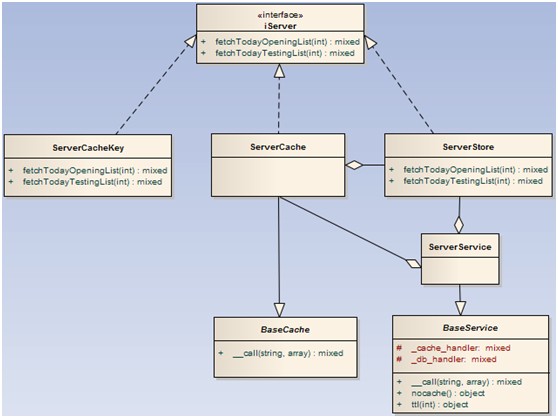 «interface»
iServer
+ fetchTodayOpeningList(int) : mixed
+ fetchTodayTestingList(int) : mixed
ServerCacheKey
+ fetchTodayOpeningList(int) : mixed
+ fetchTodayTestingList(int) : mixed
ServerCache
ServerStore
+ fetchTodayOpeningList(int) : mixed
+ fetchTodayTestingList(int) : mixed
ServerService
BaseCache
+ __call(string, array) : mixed
BaseService
# _cache_handler: mixed
# _db_handler: mixed
+ __call(string, array) : mixed
+ nocache() : object
+ ttl(int) : object